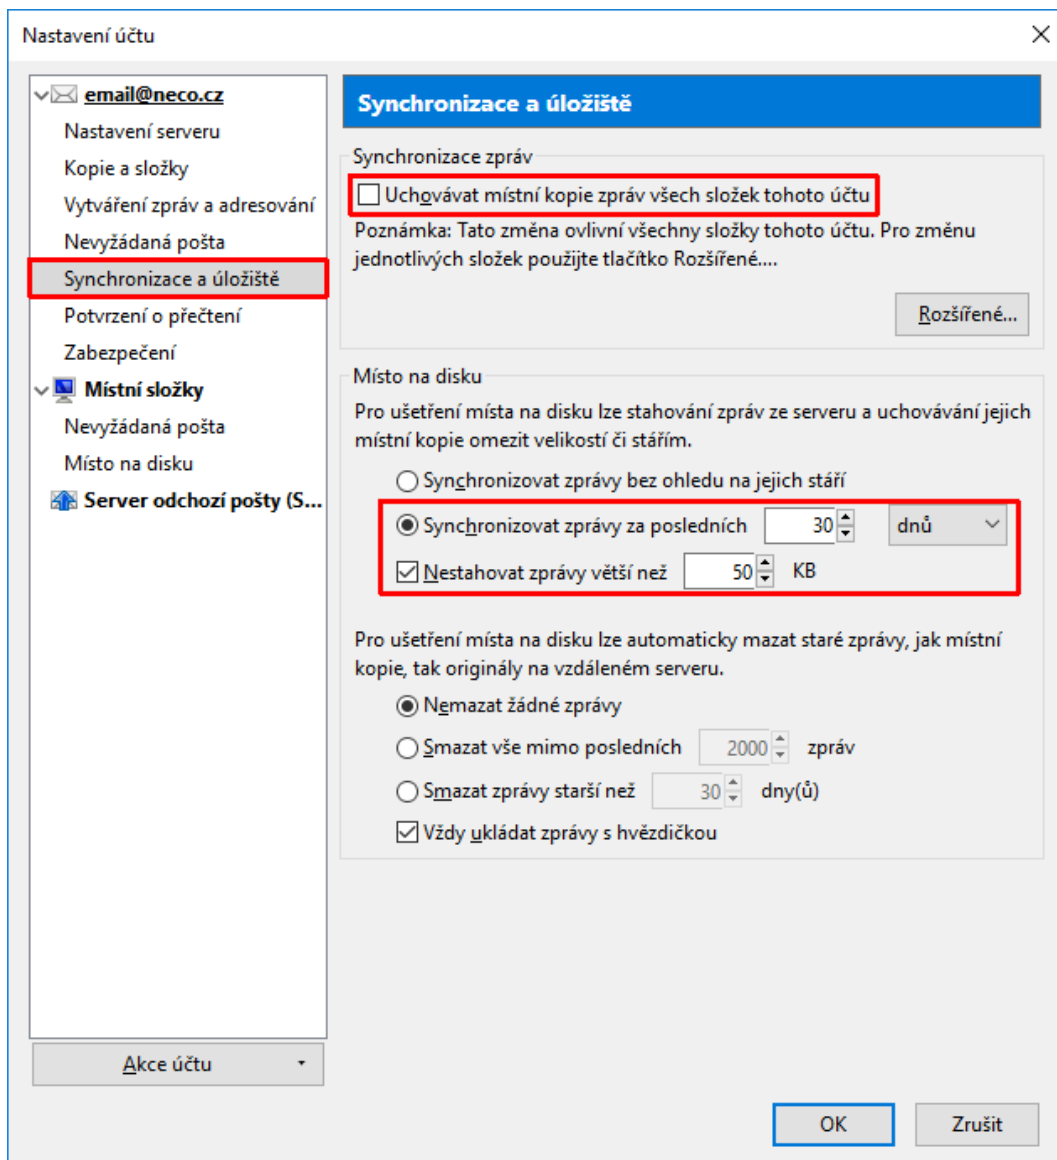 Nastavení účtu
email@neco.cz
Nastavení serveru
Kopie a složky
Vytváření zpráv a adresování
Nevyžádaná pošta
Synchronizace a úložiště
Potvrzení o přečtení
Zabezpečení
Místní složky
Nevyžádaná pošta
Místo na disku
Server odchozí pošty (S...
Akce účtu
Synchronizace a úložiště
Synchronizace zpráv
Uchovávat místní kopie zpráv všech složek tohoto účtu
Poznámka: Tato změna ovlivní všechny složky tohoto účtu. Pro změnu
jednotlivých složek použijte tlačítko Rozšířené....
Rozšířené...
Místo na disku
Pro ušetření místa na disku lze stahování zpráv ze serveru a uchovávání jejich
místní kopie omezit velikostí či stářím.
Synchronizovat zprávy bez ohledu na jejich stáří
Synchronizovat zprávy za posledních 30 dnů
Nestahovat zprávy větší než 50 KB
Pro ušetření místa na disku lze automaticky mazat staré zprávy, jak místní
kopie, tak originály na vzdáleném serveru.
Nemazat žádné zprávy
Smazat vše mimo posledních 2000 zpráv
Smazat zprávy starší než 30 dny(ů)
Vždy ukládat zprávy s hvězdičkou
OK Zrušit